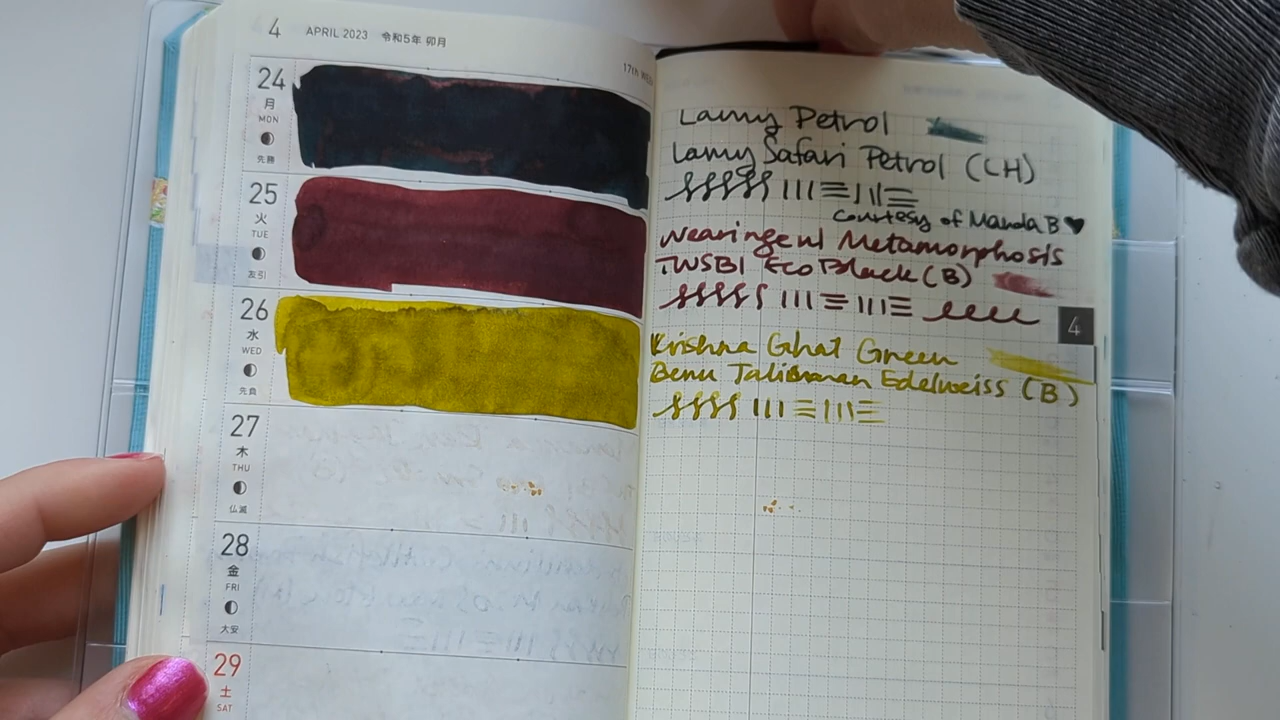 4 APRIL 2023 令和5年 卯月
17th
24
月
MON
先勝
25
火
TUE
友引
26
水
WED
先負
27
木
THU
仏滅
28
金
FRI
大安
29
土
SAT
Lamy Petrol
Lamy Safari Petrol (CH)
courtesy of Manda B
Wearingeul Metamorphosis
TWSBI Eco Black (B)
Krishna Ghat Green
Benu Talisman Edelweiss (B)
4